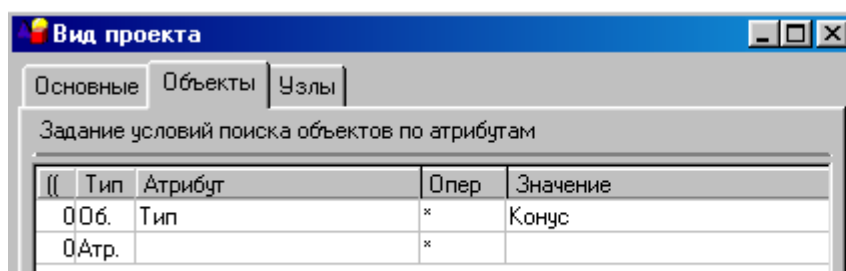 Вид проекта
Основные Объекты Узлы
Задание условий поиска объектов по атрибутам
(( Тип Атрибут Опер Значение
0 Об. Тип * Конус
0 Атр. *